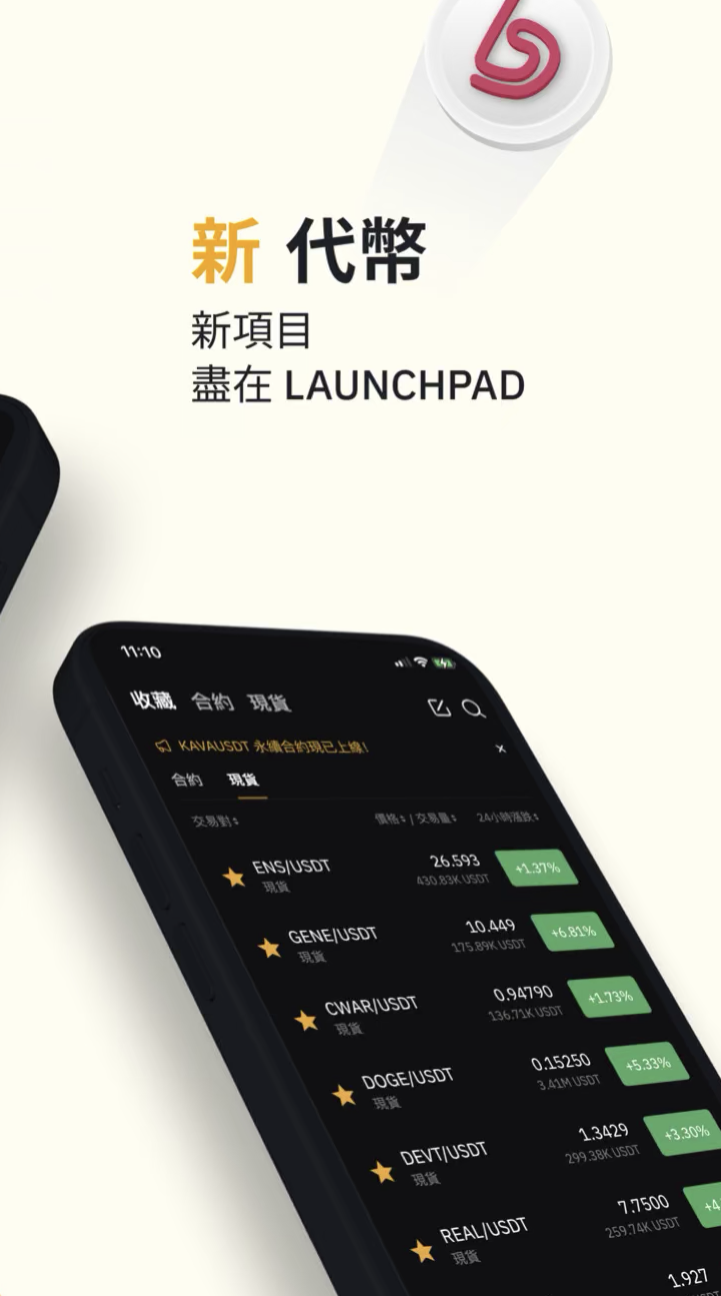 新 代幣
新項目
盡在 LAUNCHPAD
11:10
收藏 合約 現貨
KAVAUSDT 永續合約現已上線!
×
合約 現貨
交易對 價格 / 交易量 24小時漲跌
ENS/USDT 26.593 +1.37%
現貨 430.83K USDT
GENE/USDT 10.449 +6.81%
現貨 175.89K USDT
CWAR/USDT 0.94790 +1.73%
現貨 136.71K USDT
DOGE/USDT 0.15250 +5.33%
現貨 3.41M USDT
DEVT/USDT 1.3429 +3.30%
現貨 299.38K USDT
REAL/USDT 7.7500 +4
現貨 259.74K USDT
1.927